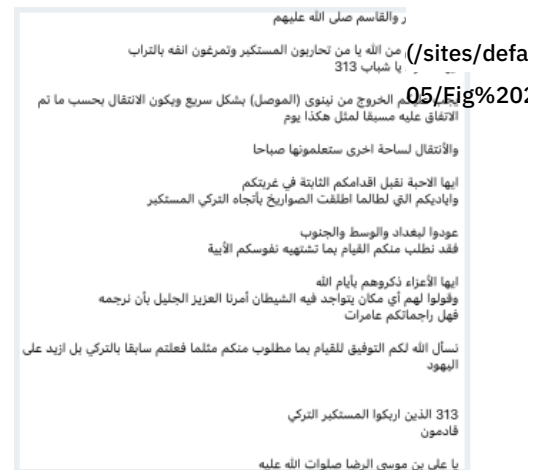 ر والقاسم صلى الله عليهم
من الله يا من تحاربون المستكبر وتمرغون انفه بالتراب
(/sites/defa
يا شباب 313
الخروج من نينوى (الموصل) بشكل سريع ويكون الانتقال بحسب ما تم
05/Fig%202
الاتفاق عليه مسبقا لمثل هكذا يوم
والأنتقال لساحة اخرى ستعلمونها صباحا
ايها الاحبة نقبل اقدامكم الثابتة في غربتكم
واياديكم التي لطالما اطلقت الصواريخ بأتجاه التركي المستكبر
عودوا لبغداد والوسط والجنوب
فقد نطلب منكم القيام بما تشتهيه نفوسكم الأبية
ايها الأعزاء ذكروهم بأيام الله
وقولوا لهم أي مكان يتواجد فيه الشيطان أمرنا العزيز الجليل بأن نرجمه
فهل راجماتكم عامرات
نسأل الله لكم التوفيق للقيام بما مطلوب منكم مثلما فعلتم سابقا بالتركي بل ازيد على
اليهود
313 الذين اربكوا المستكبر التركي
قادمون
يا علي بن موسى الرضا صلوات الله عليه